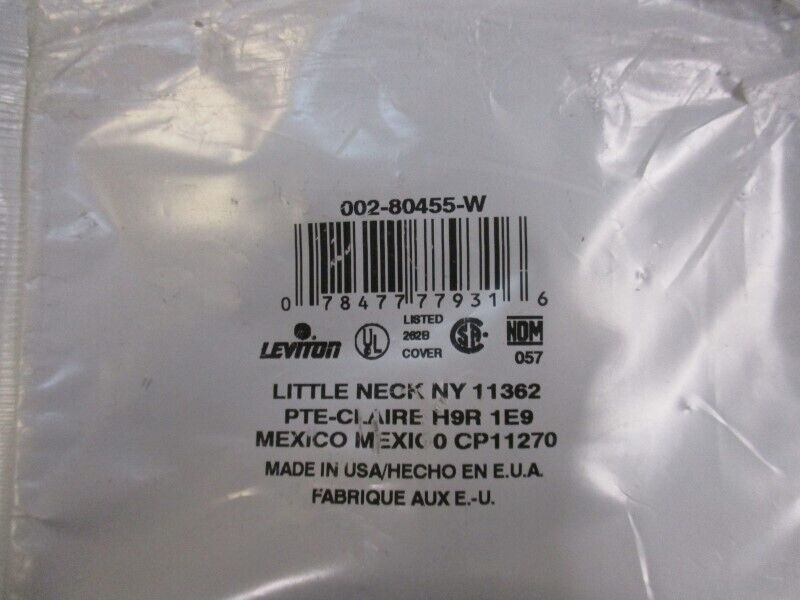 002-80455-W
0 78477 77931 6
LEVITON UL LISTED 262B COVER SA NOM 057
LITTLE NECK NY 11362
PTE-CLAIRE H9R 1E9
MEXICO MEXICO CP11270
MADE IN USA/HECHO EN E.U.A.
FABRIQUE AUX E.-U.